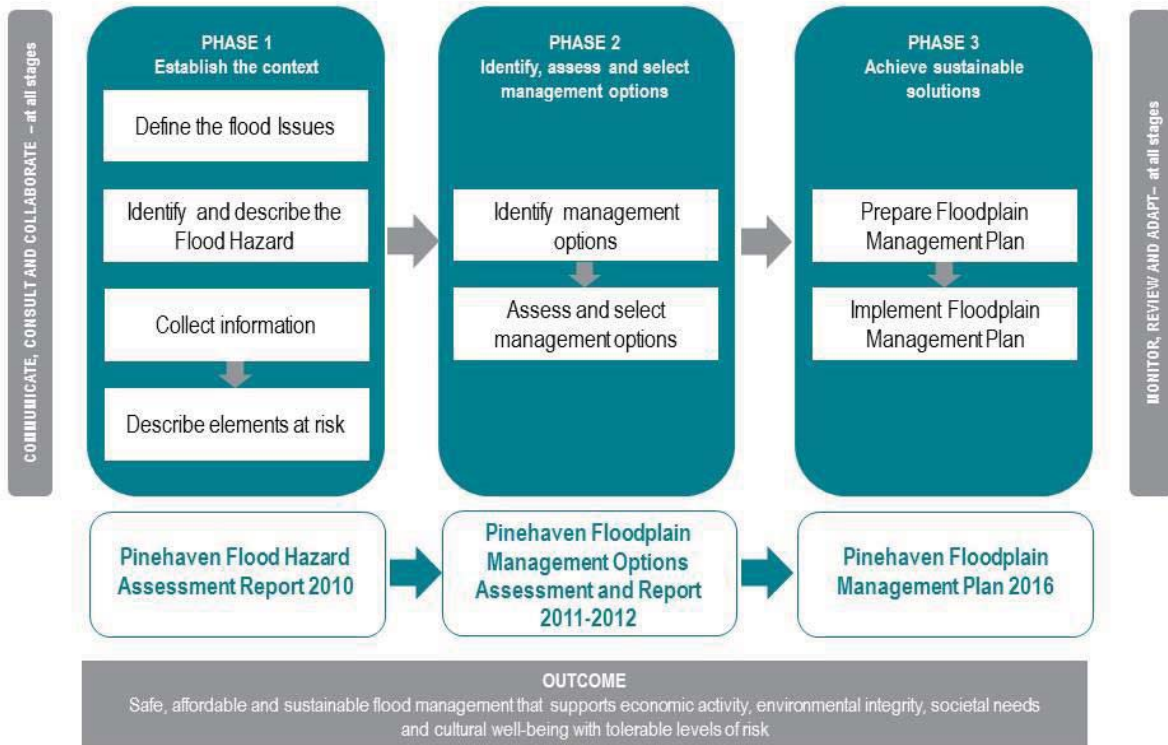 COMMUNICATE, CONSULT AND COLLABORATE – at all stages
PHASE 1
Establish the context
Define the flood Issues
Identify and describe the
Flood Hazard
Collect information
Describe elements at risk
PHASE 2
Identify, assess and select
management options
Identify management
options
Assess and select
management options
PHASE 3
Achieve sustainable
solutions
Prepare Floodplain
Management Plan
Implement Floodplain
Management Plan
MONITOR, REVIEW AND ADAPT– at all stages
Pinehaven Flood Hazard
Assessment Report 2010
Pinehaven Floodplain
Management Options
Assessment and Report
2011-2012
Pinehaven Floodplain
Management Plan 2016
OUTCOME
Safe, affordable and sustainable flood management that supports economic activity, environmental integrity, societal needs
and cultural well-being with tolerable levels of risk